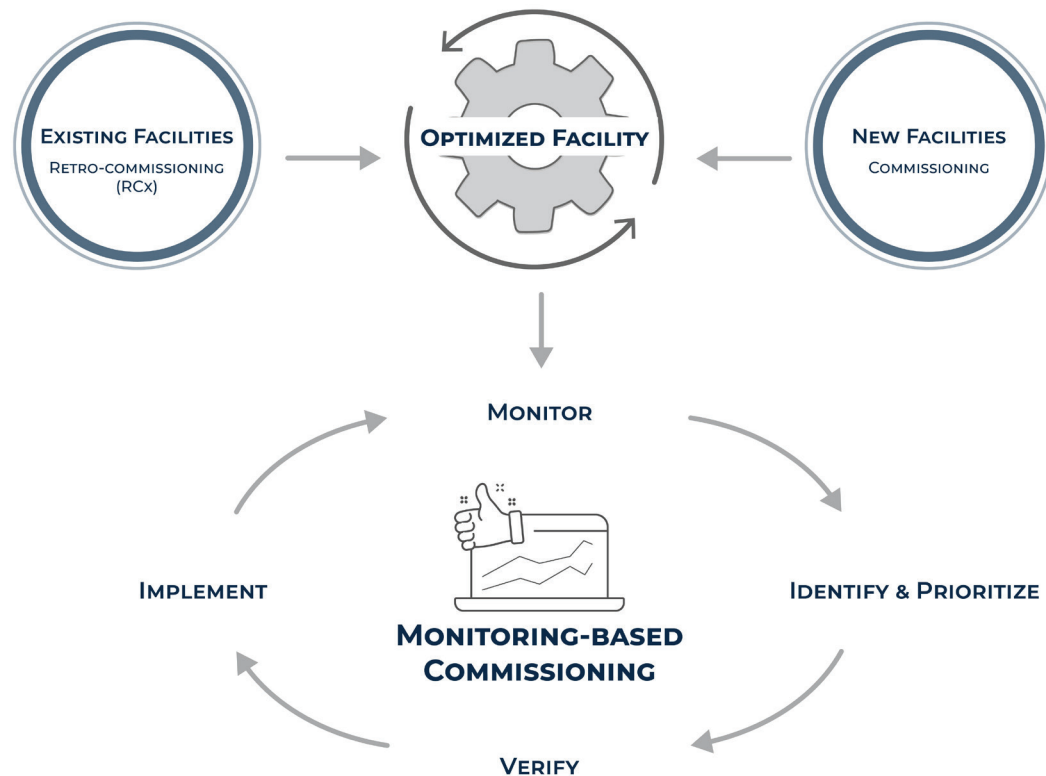 Existing Facilities
Retro-commissioning
(RCx)
Optimized Facility
New Facilities
Commissioning
Monitor
Implement
Identify & Prioritize
Monitoring-based
Commissioning
Verify